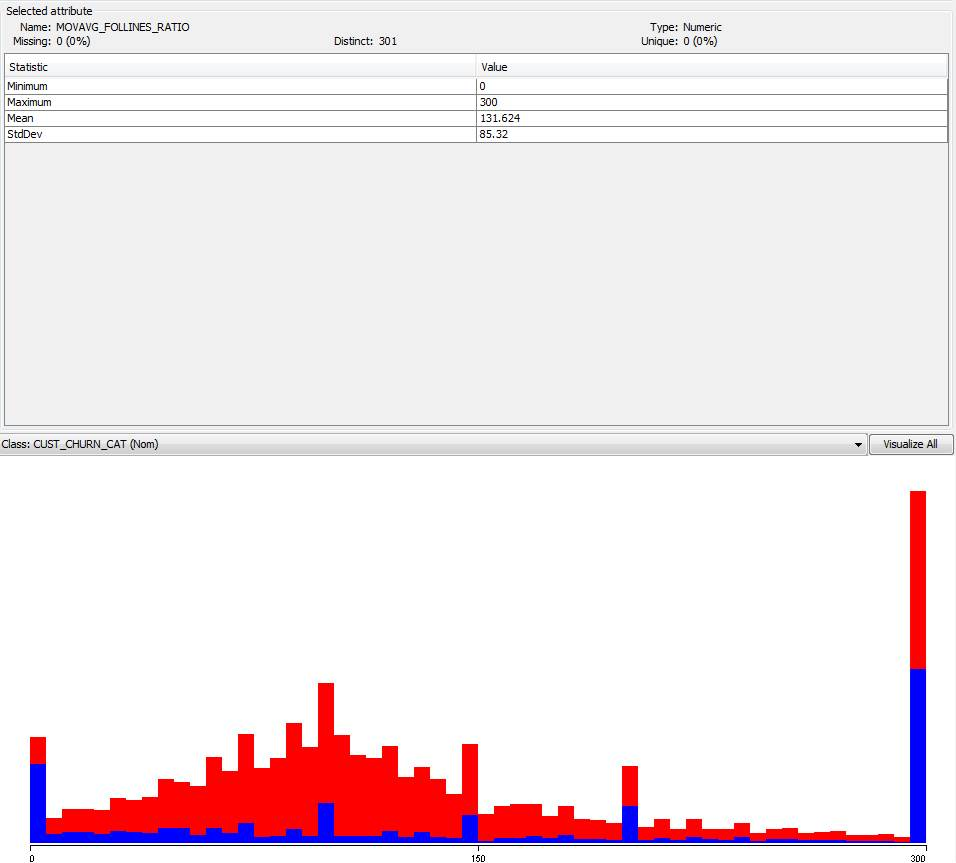 Selected attribute
Name: MOVAVG_FOLLINES_RATIO Type: Numeric
Missing: 0 (0%) Distinct: 301 Unique: 0 (0%)
Statistic Value
Minimum 0
Maximum 300
Mean 131.624
StdDev 85.32
Class: CUST_CHURN_CAT (Nom) Visualize All
0 150 300